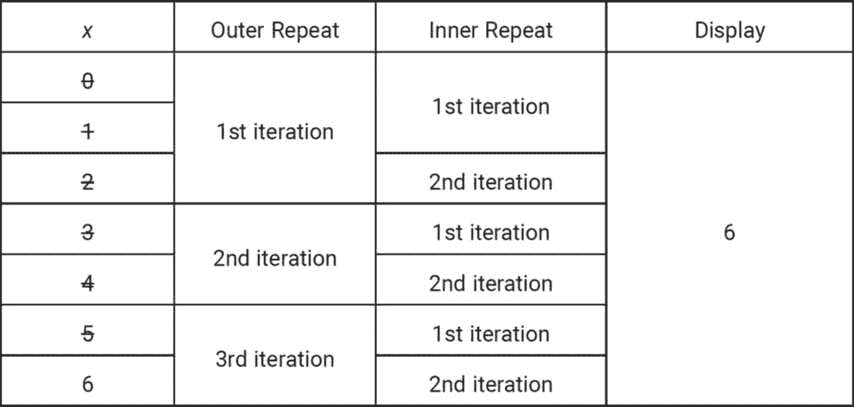 x Outer Repeat Inner Repeat Display
0
1st iteration
1 1st iteration
2 2nd iteration
3 1st iteration 6
2nd iteration
4 2nd iteration
5 1st iteration
3rd iteration
6 2nd iteration